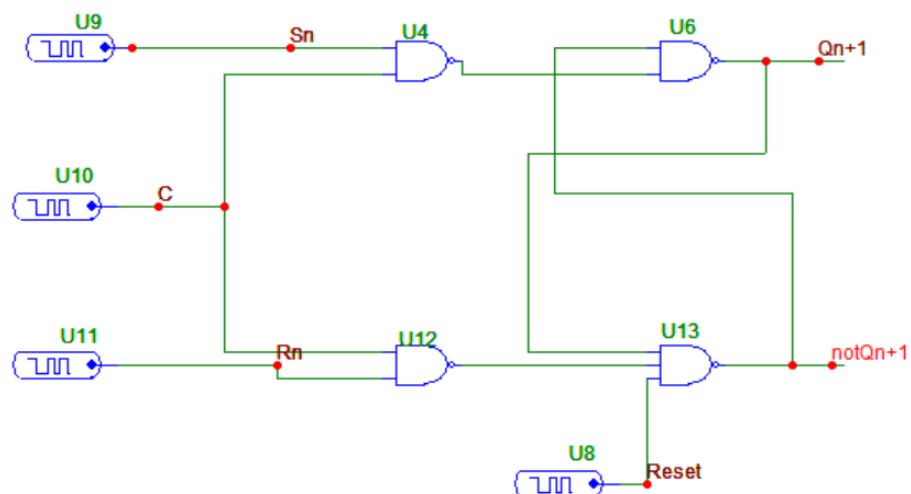 U9
Sn
U4
U6
Qn+1
U10
C
U11
Rn
U12
U13
notQn+1
U8
Reset